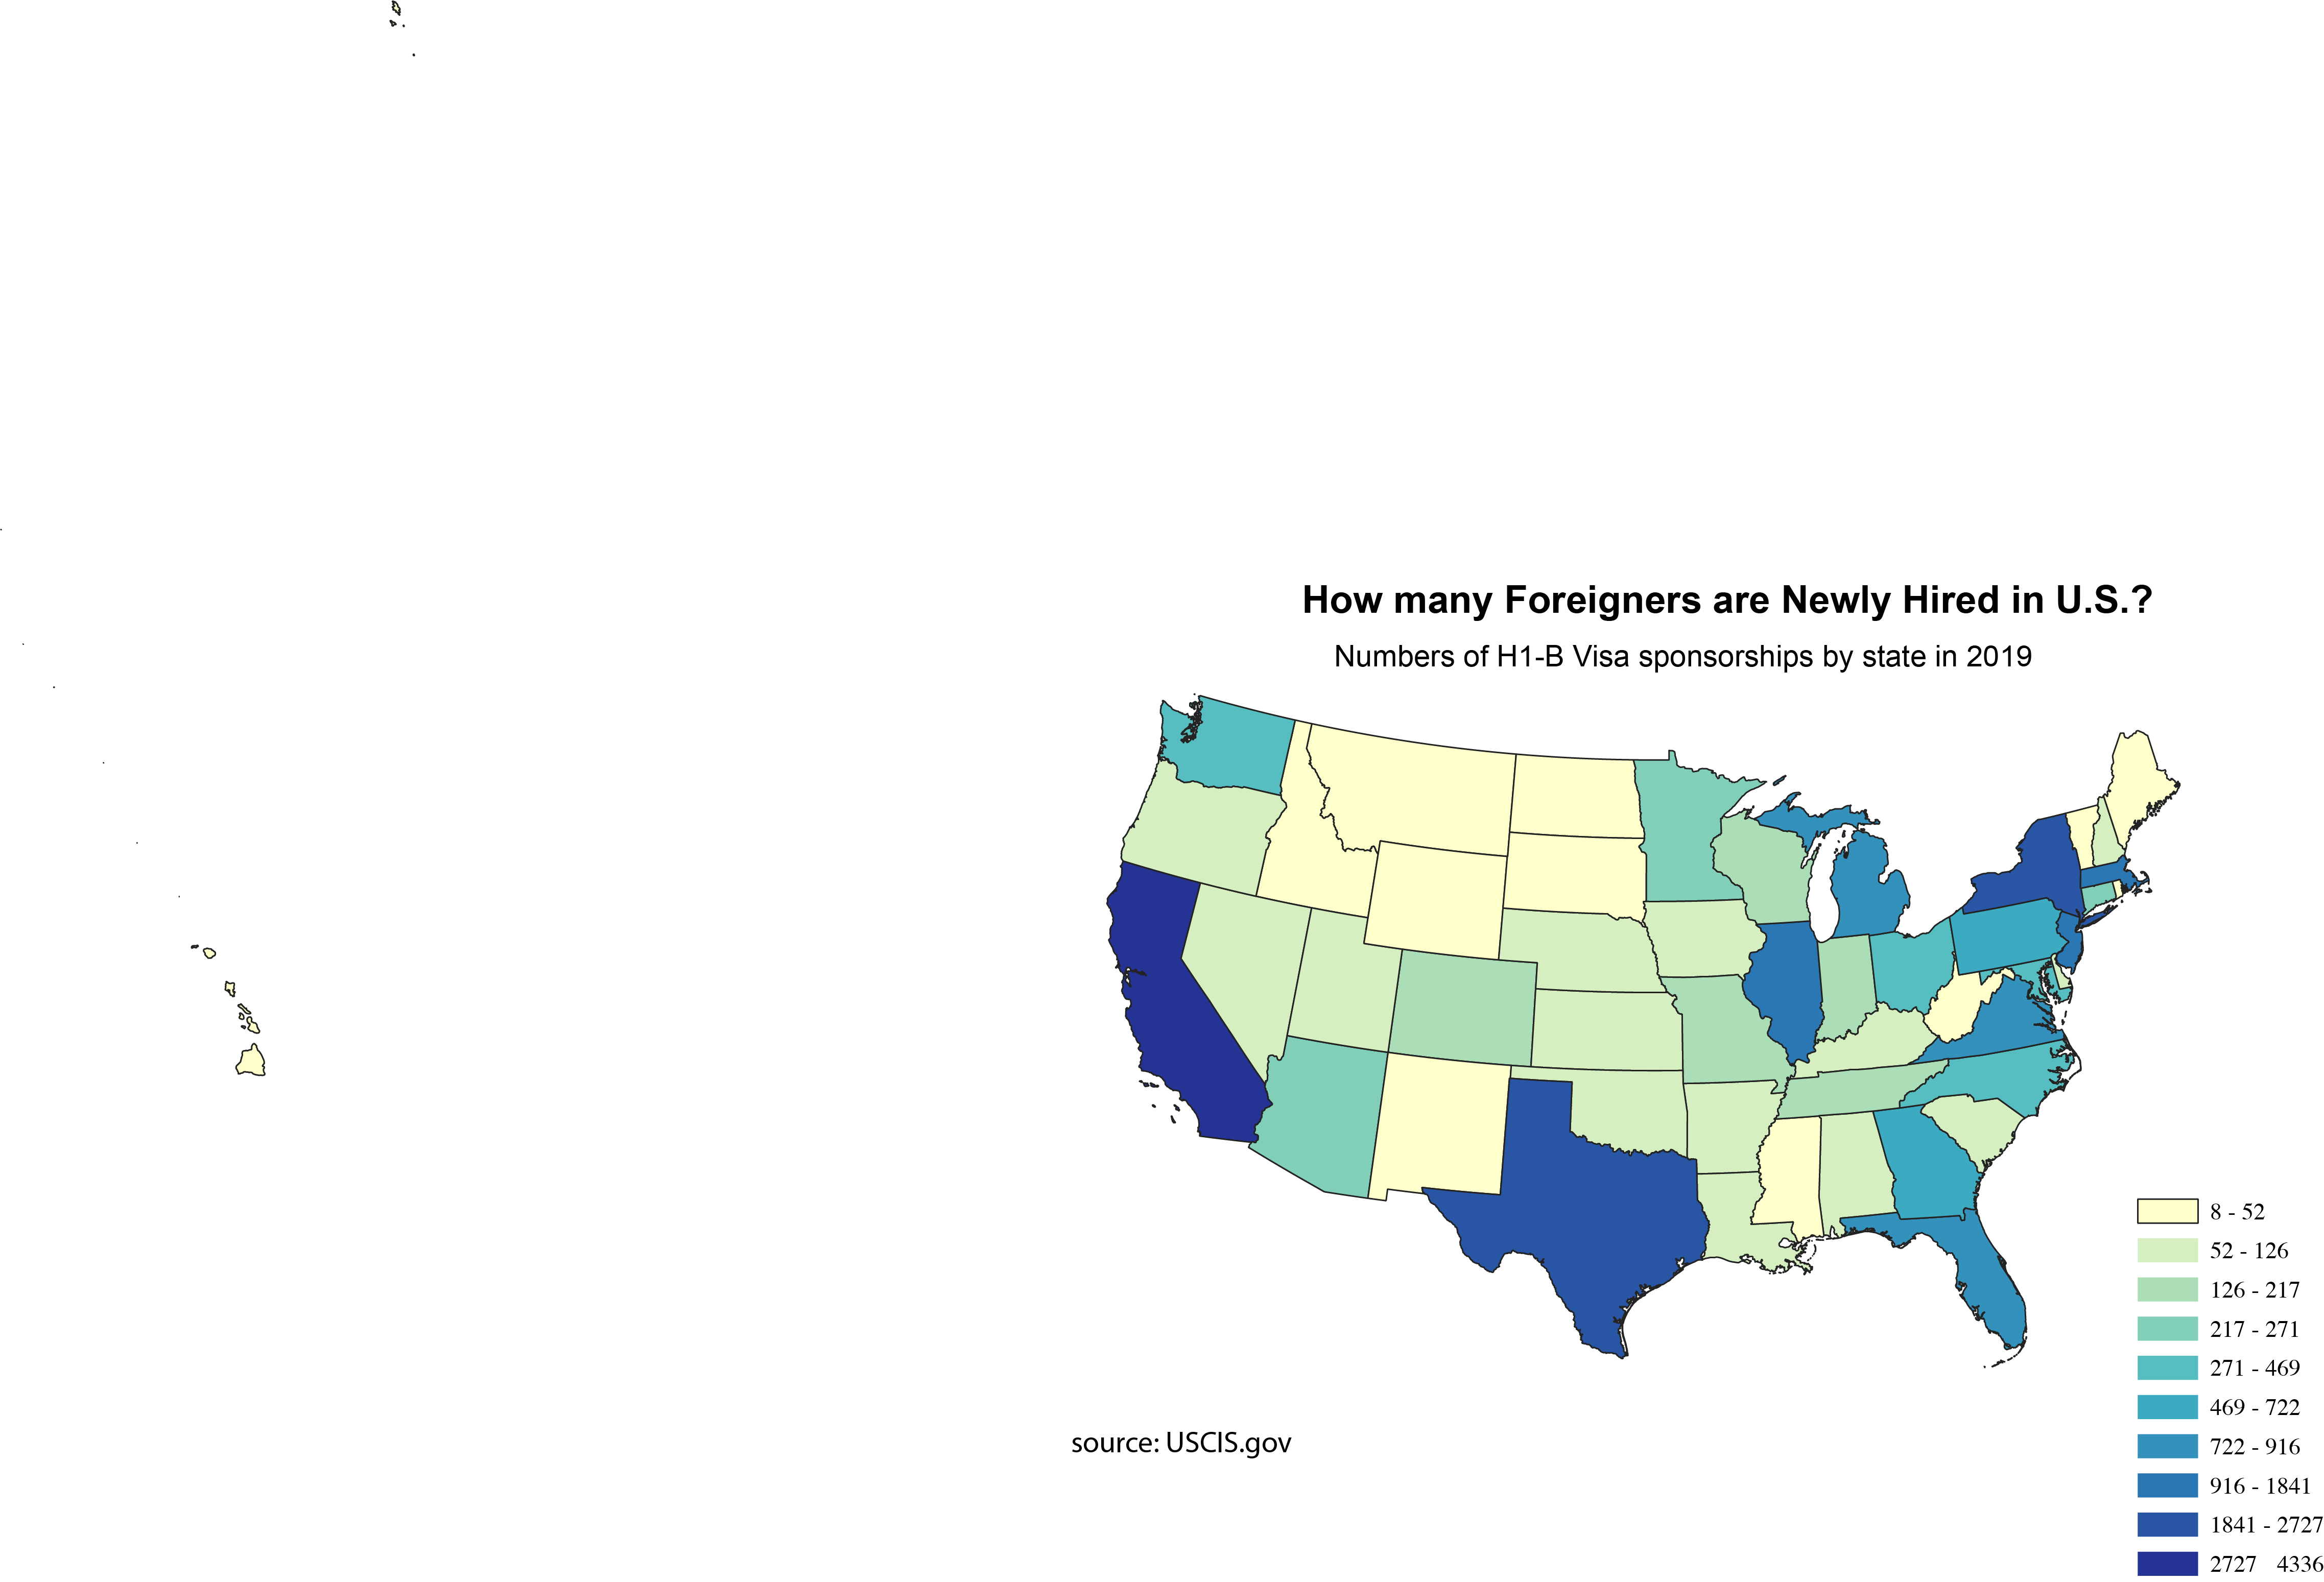 How many Foreigners are Newly Hired in U.S.?
Numbers of H1-B Visa sponsorships by state in 2019
8 - 52
52 - 126
126 - 217
217 - 271
271 - 469
469 - 722
722 - 916
916 - 1841
1841 - 2727
2727 4336
source: USCIS.gov